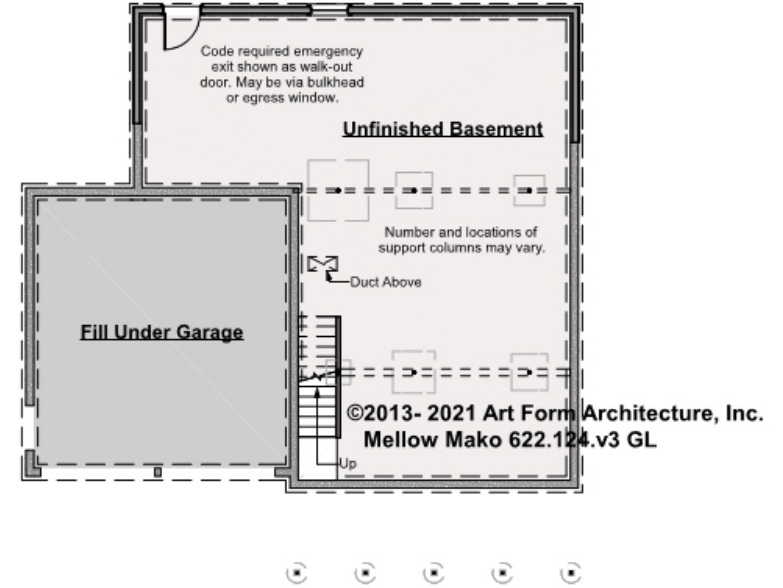 Code required emergency
exit shown as walk-out
door. May be via bulkhead
or egress window.
Unfinished Basement
Number and locations of
support columns may vary.
Duct Above
Fill Under Garage
©2013- 2021 Art Form Architecture, Inc.
Mellow Mako 622.124.v3 GL
Up